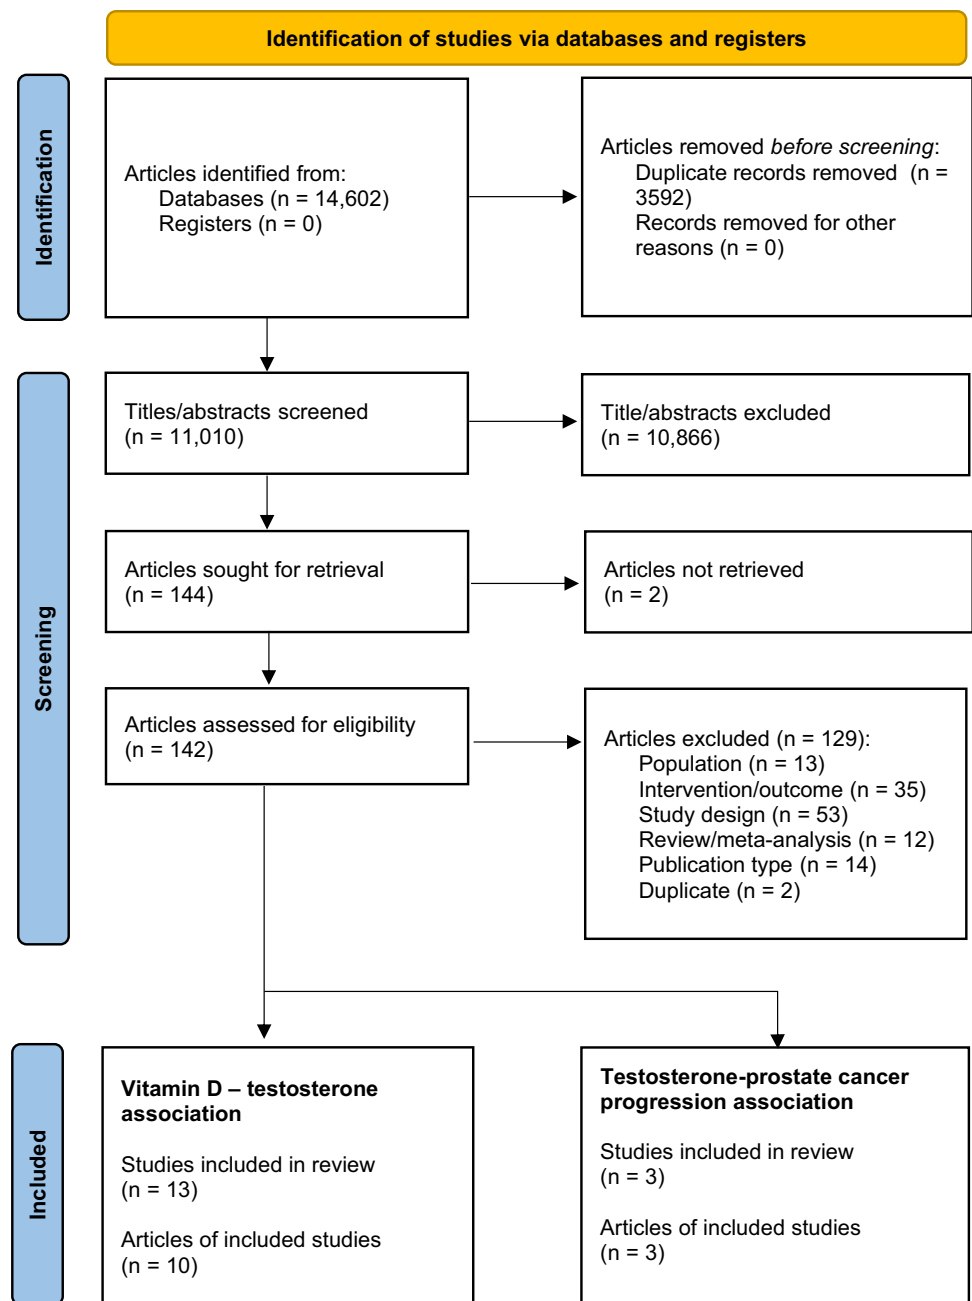 Identification of studies via databases and registers
Identification
Articles identified from:
Databases (n = 14,602)
Registers (n = 0)
Articles removed before screening:
Duplicate records removed (n =
3592)
Records removed for other
reasons (n = 0)
Screening
Titles/abstracts screened
(n = 11,010)
Title/abstracts excluded
(n = 10,866)
Articles sought for retrieval
(n = 144)
Articles not retrieved
(n = 2)
Articles assessed for eligibility
(n = 142)
Articles excluded (n = 129):
Population (n = 13)
Intervention/outcome (n = 35)
Study design (n = 53)
Review/meta-analysis (n = 12)
Publication type (n = 14)
Duplicate (n = 2)
Included
Vitamin D – testosterone
association
Studies included in review
(n = 13)
Articles of included studies
(n = 10)
Testosterone-prostate cancer
progression association
Studies included in review
(n = 3)
Articles of included studies
(n = 3)